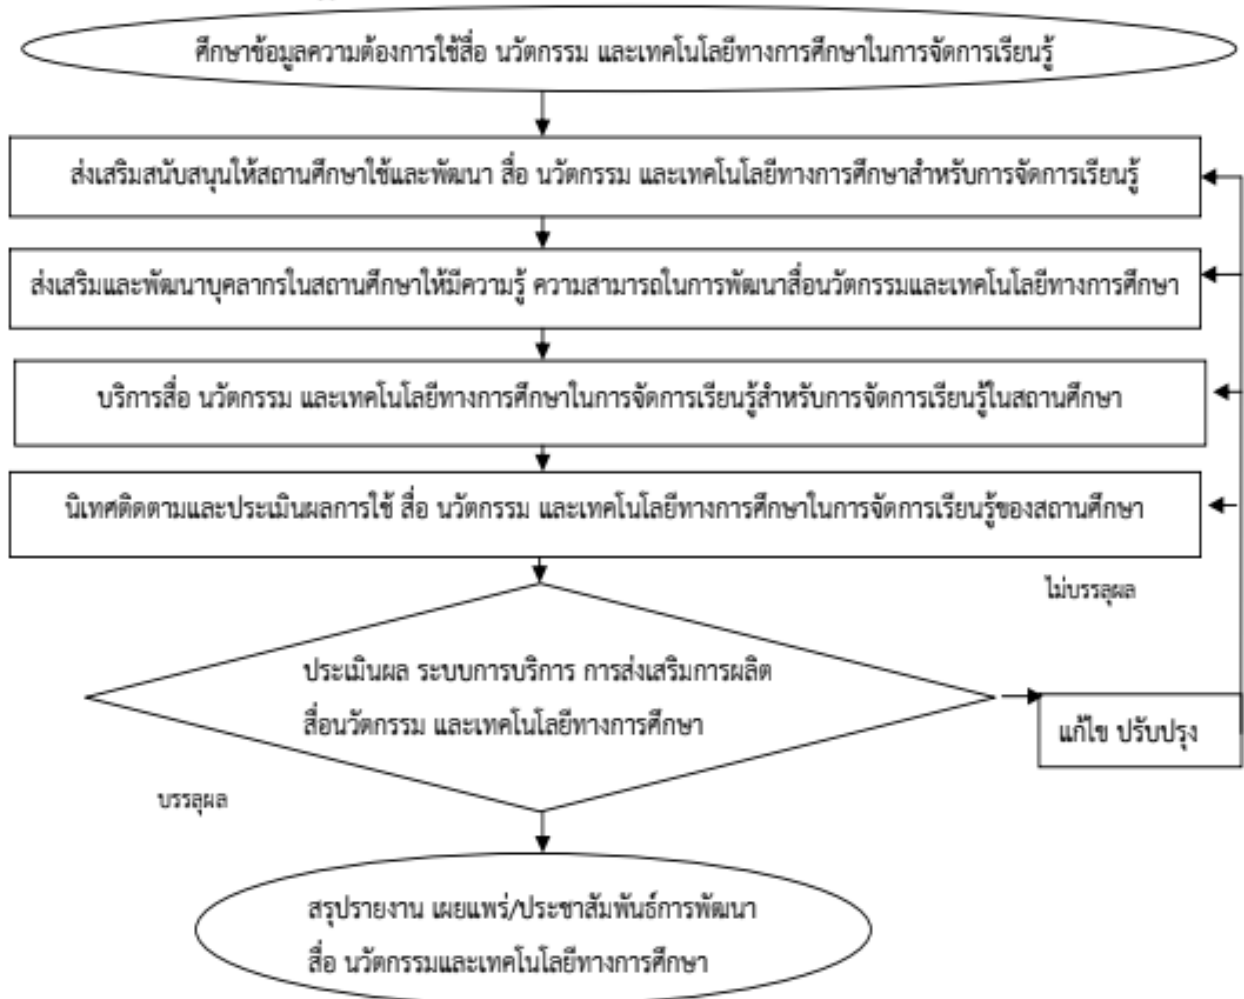 ศึกษาข้อมูลความต้องการใช้สื่อ นวัตกรรม และเทคโนโลยีทางการศึกษาในการจัดการเรียนรู้
ส่งเสริมสนับสนุนให้สถานศึกษาใช้และพัฒนา สื่อ นวัตกรรม และเทคโนโลยีทางการศึกษาสำหรับการจัดการเรียนรู้
ส่งเสริมและพัฒนาบุคลากรในสถานศึกษาให้มีความรู้ ความสามารถในการพัฒนาสื่อนวัตกรรมและเทคโนโลยีทางการศึกษา
บริการสื่อ นวัตกรรม และเทคโนโลยีทางการศึกษาในการจัดการเรียนรู้สำหรับการจัดการเรียนรู้ในสถานศึกษา
นิเทศติดตามและประเมินผลการใช้ สื่อ นวัตกรรม และเทคโนโลยีทางการศึกษาในการจัดการเรียนรู้ของสถานศึกษา
ไม่บรรลุผล
ประเมินผล ระบบการบริการ การส่งเสริมการผลิต
สื่อนวัตกรรม และเทคโนโลยีทางการศึกษา
แก้ไข ปรับปรุง
บรรลุผล
สรุปรายงาน เผยแพร่/ประชาสัมพันธ์การพัฒนา
สื่อ นวัตกรรมและเทคโนโลยีทางการศึกษา